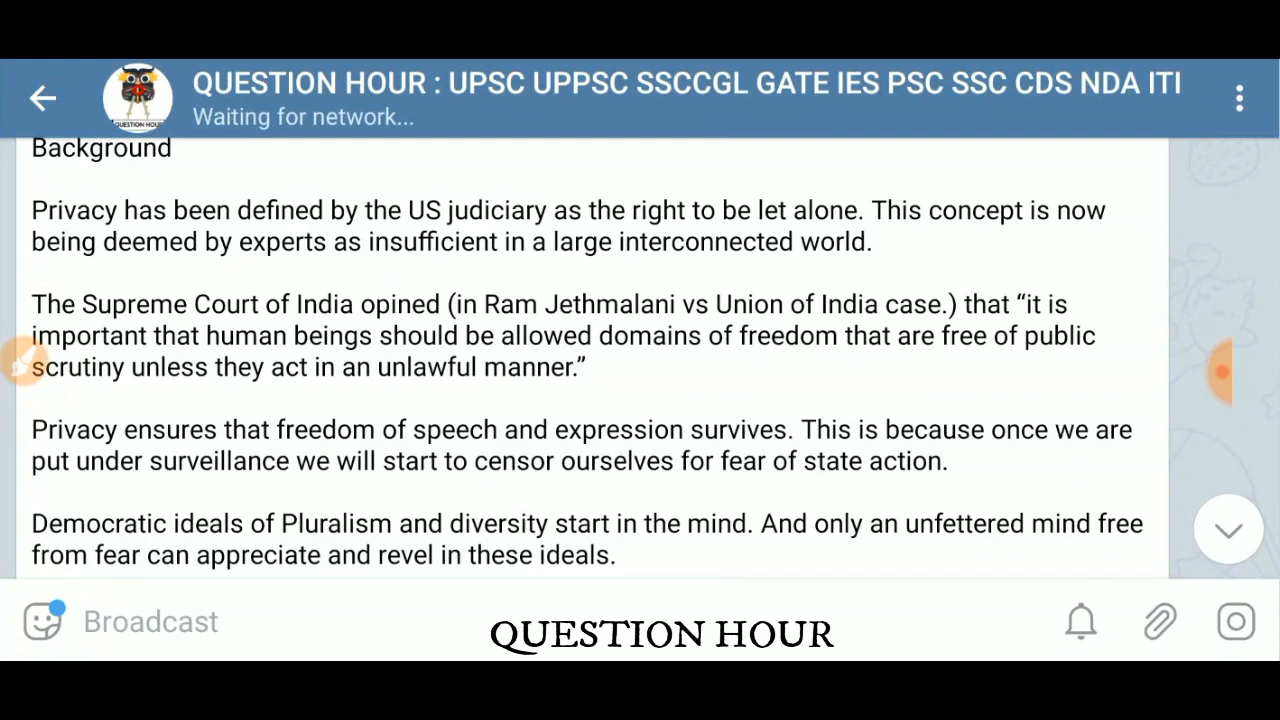 QUESTION HOUR : UPSC UPPSC SSCCGL GATE IES PSC SSC CDS NDA ITI
Waiting for network...
QUESTION HOUR
Background
Privacy has been defined by the US judiciary as the right to be let alone. This concept is now
being deemed by experts as insufficient in a large interconnected world.
The Supreme Court of India opined (in Ram Jethmalani vs Union of India case.) that “it is
important that human beings should be allowed domains of freedom that are free of public
scrutiny unless they act in an unlawful manner.”
Privacy ensures that freedom of speech and expression survives. This is because once we are
put under surveillance we will start to censor ourselves for fear of state action.
Democratic ideals of Pluralism and diversity start in the mind. And only an unfettered mind free
from fear can appreciate and revel in these ideals.
Broadcast
QUESTION HOUR